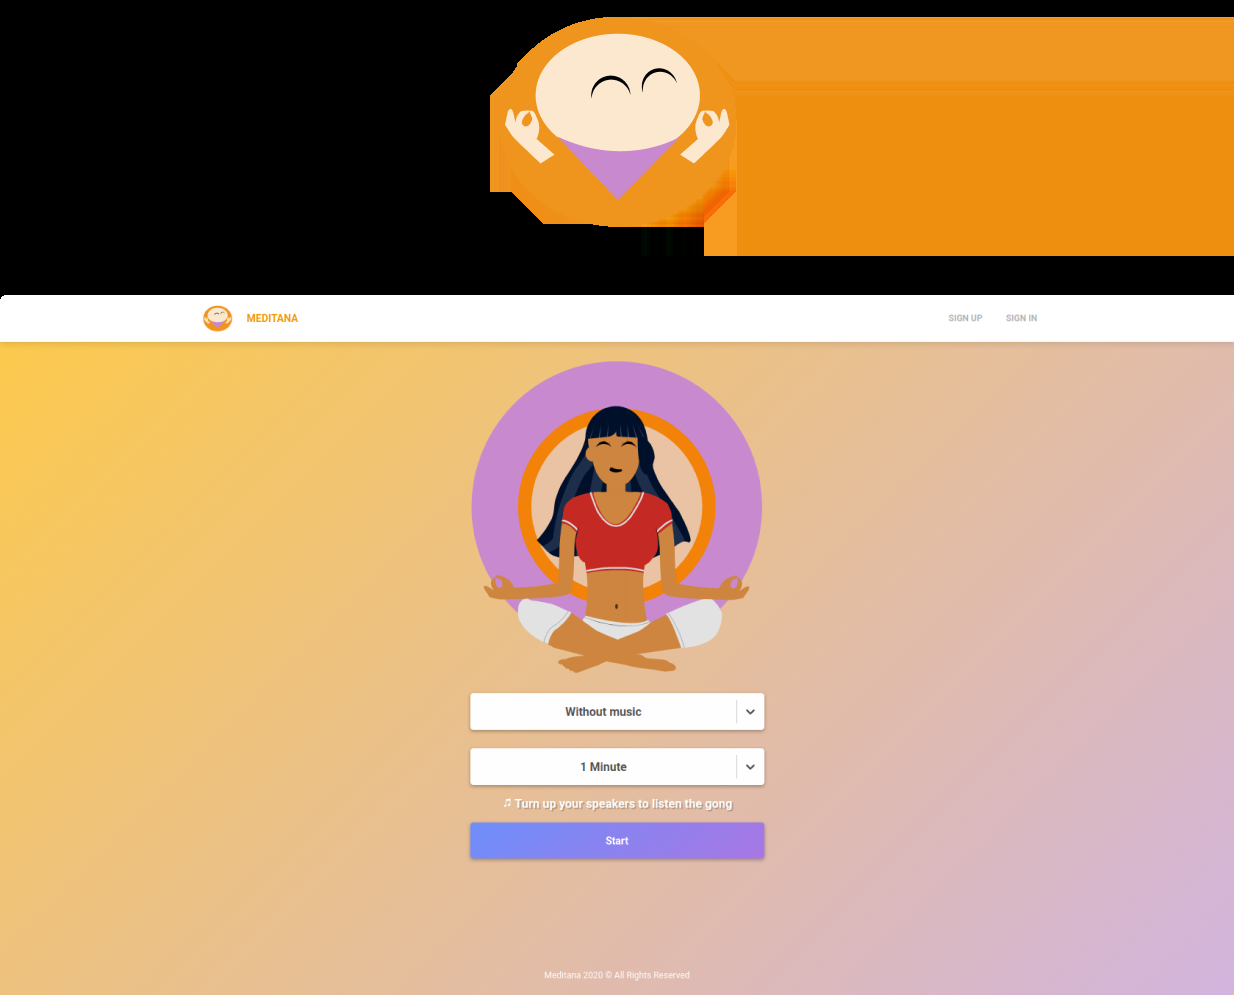 MEDITANA
SIGN UP
SIGN IN
Without music
1 Minute
♫ Turn up your speakers to listen the gong
Start
Meditana 2020 © All Rights Reserved